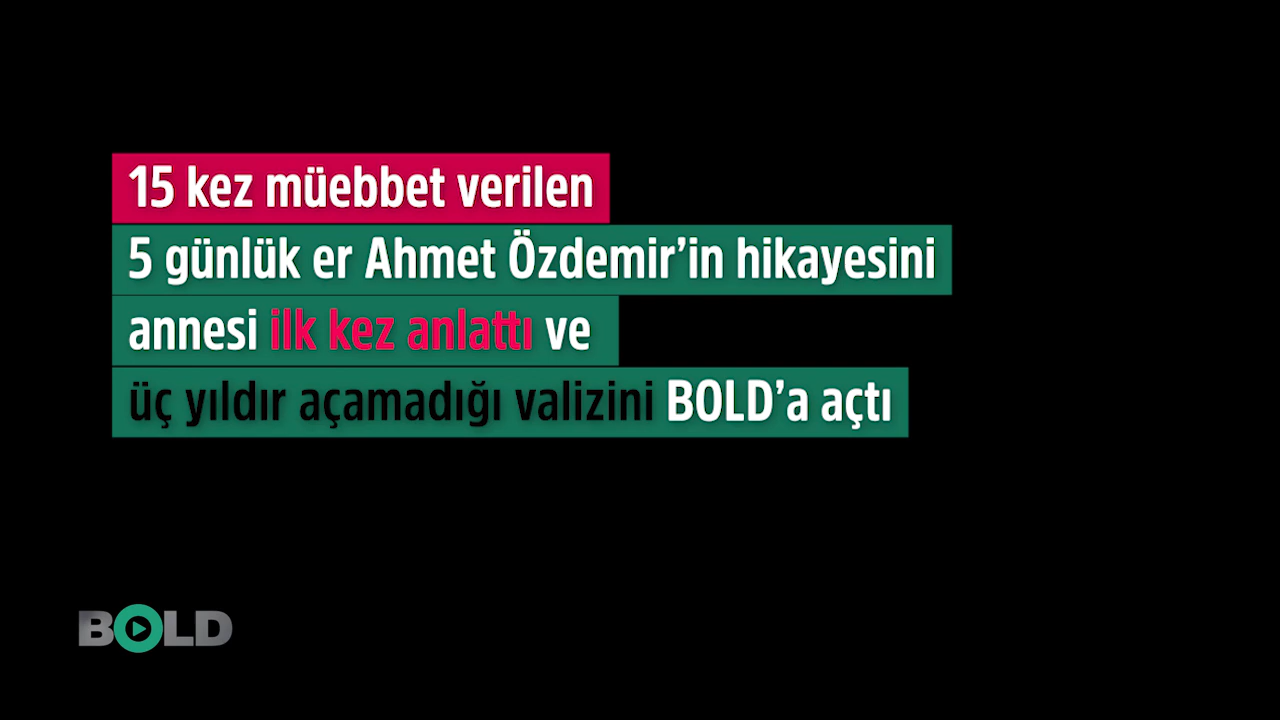 15 kez müebbet verilen
5 günlük er Ahmet Özdemir’in hikayesini
annesi ilk kez anlattı ve
üç yıldır açamadığı valizini BOLD’a açtı
BOLD